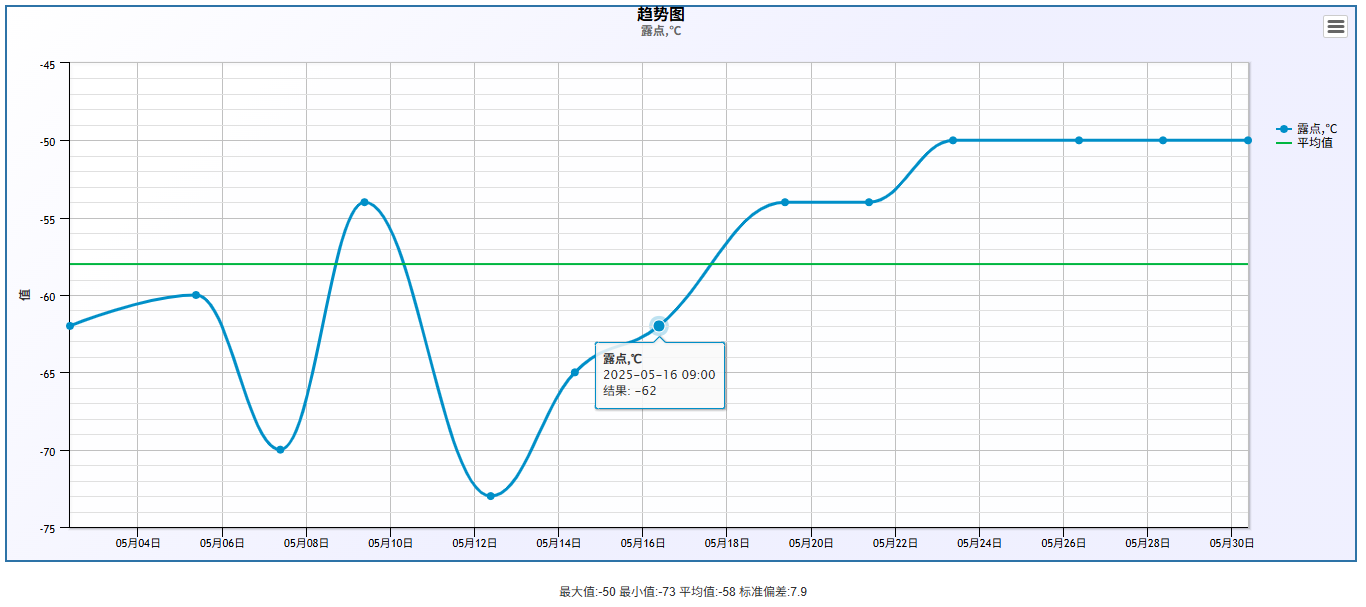 趋势图
露点,℃
-45
-50
-55
-60
-65
-70
-75
值
露点,℃
平均值
露点,℃
2025-05-16 09:00
结果: -62
05月04日
05月06日
05月08日
05月10日
05月12日
05月14日
05月16日
05月18日
05月20日
05月22日
05月24日
05月26日
05月28日
05月30日
最大值:-50 最小值:-73 平均值:-58 标准偏差:7.9